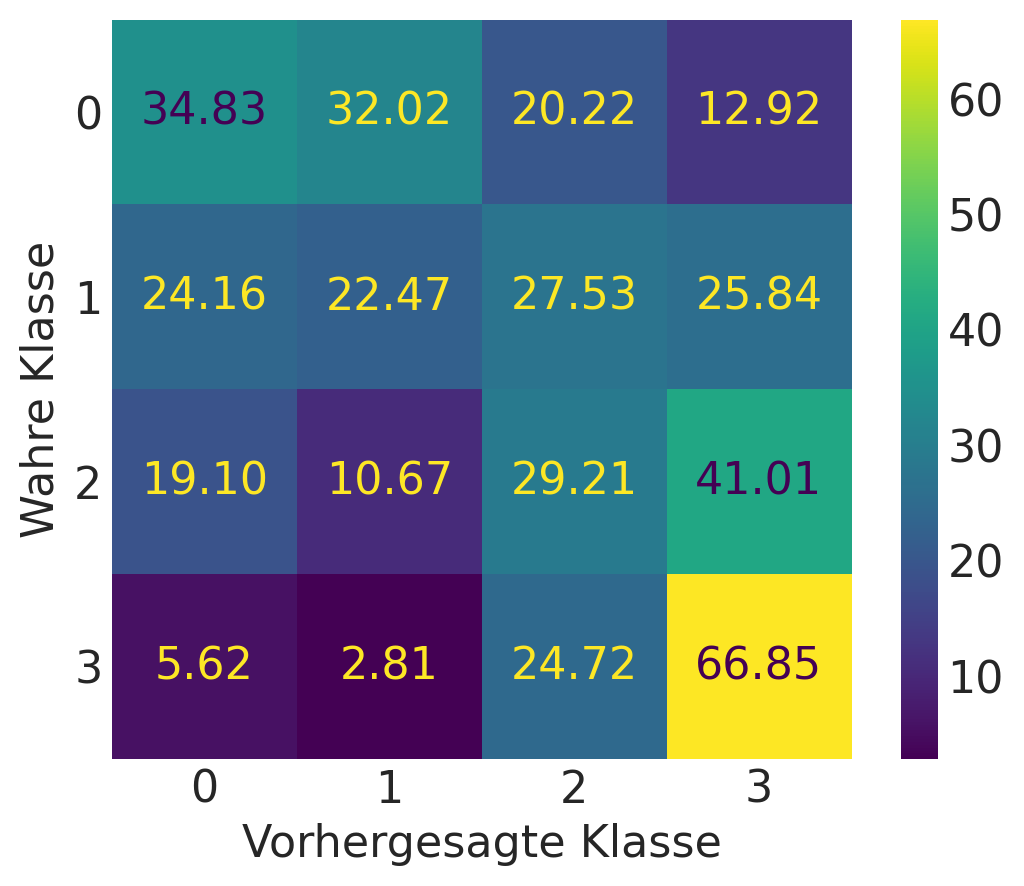 0 34.83 32.02 20.22 12.92
1 24.16 22.47 27.53 25.84
2 19.10 10.67 29.21 41.01
3 5.62 2.81 24.72 66.85
0 1 2 3
Vorhergesagte Klasse
Wahre Klasse
60
50
40
30
20
10